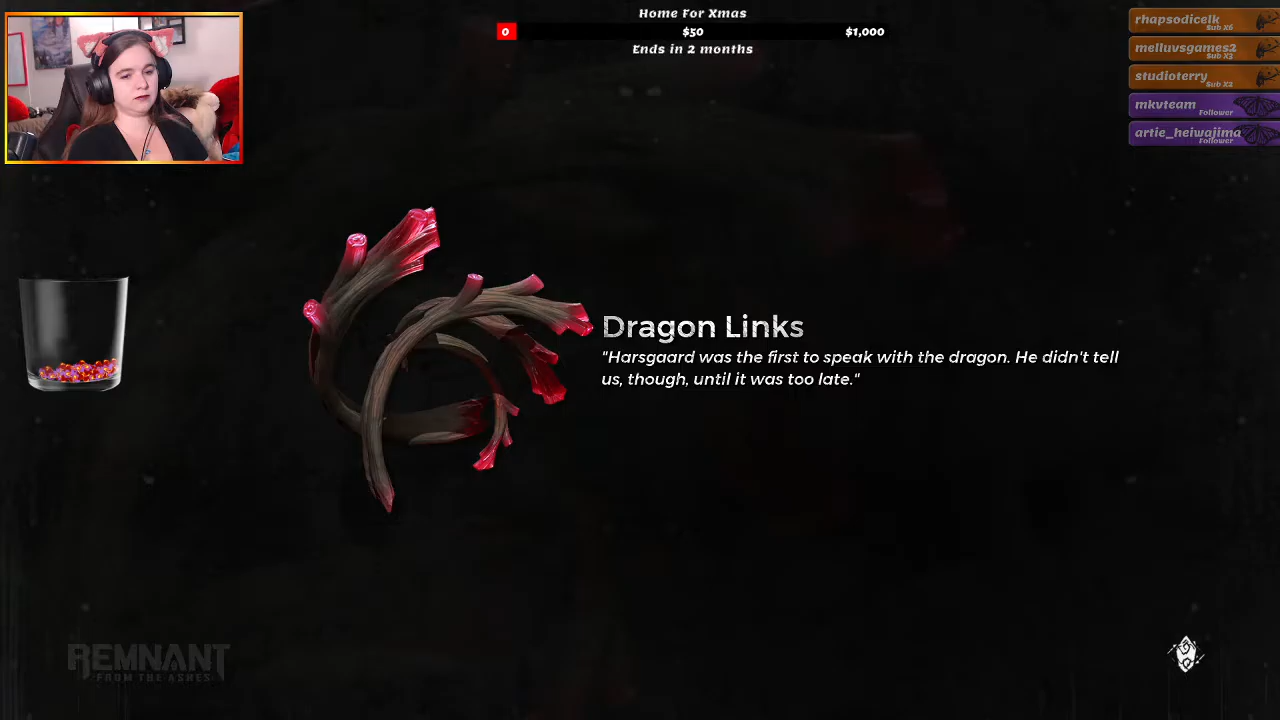 Home For Xmas
0 $50 $1,000
Ends in 2 months
rhapsodicelk
Sub X6
melluvsgames2
Sub X3
studioterry
Sub X2
mkvteam
Follower
artie_heiwajima
Follower
Dragon Links
"Harsgaard was the first to speak with the dragon. He didn't tell
us, though, until it was too late."
REMNANT
FROM THE ASHES